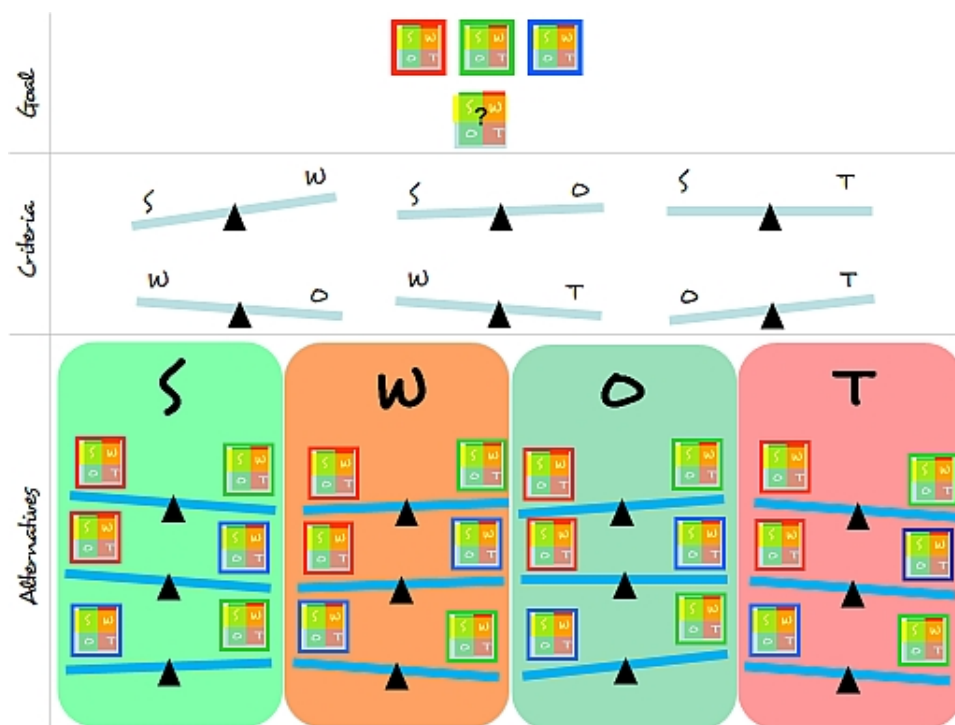 Goal
S W S W S W
O T O T O T
S W
?
O T
Criteria
S W S O S T
W O W T O T
Alternatives
S W O T
S W S W S W S W S W S W S W S W
O T O T O T O T O T O T O T O T
S W S W S W S W S W S W S W S W
O T O T O T O T O T O T O T O T
S W S W S W S W S W S W S W S W
O T O T O T O T O T O T O T O T